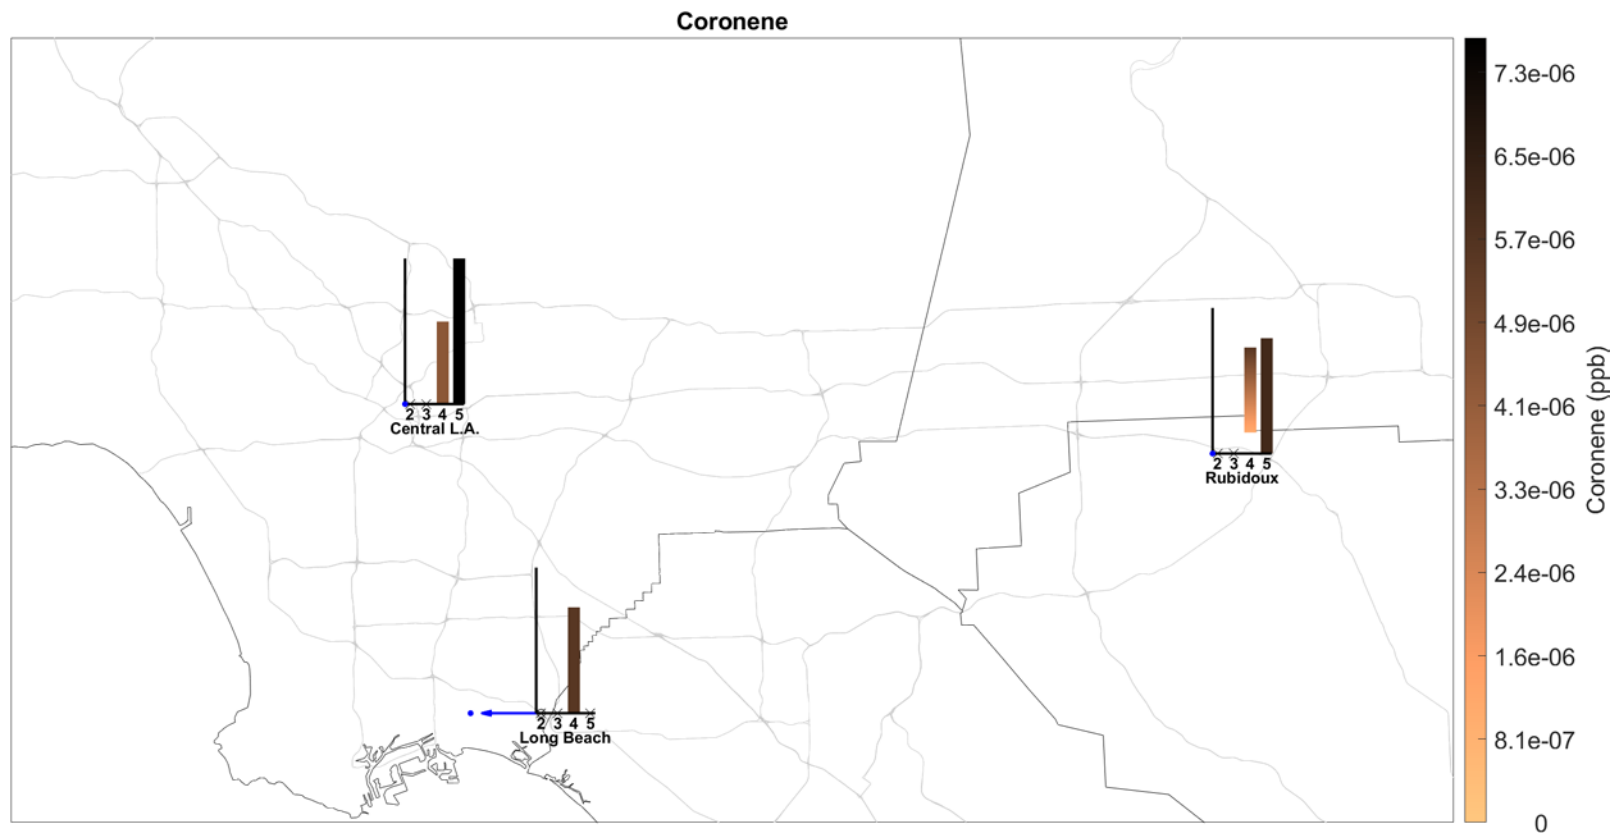 Coronene
7.3e-06
6.5e-06
5.7e-06
4.9e-06
4.1e-06
3.3e-06
2.4e-06
1.6e-06
8.1e-07
0
Coronene (ppb)
2 3 4 5
Central L.A.
2 3 4 5
Rubidoux
2 3 4 5
Long Beach